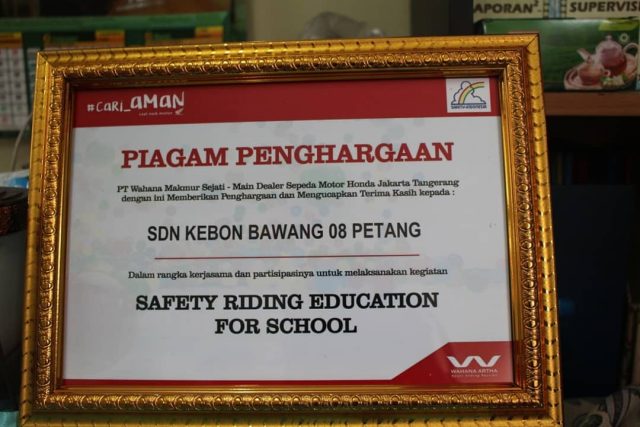 APORAN²
SUPERVISI
#CARI_AMAN
PIAGAM PENGHARGAAN
PT Wahana Makmur Sejati - Main Dealer Sepeda Motor Honda Jakarta Tangerang
dengan ini Memberikan Penghargaan dan Mengucapkan Terima Kasih kepada :
SDN KEBON BAWANG 08 PETANG
Dalam rangka kerjasama dan partisipasinya untuk melaksanakan kegiatan
SAFETY RIDING EDUCATION
FOR SCHOOL
WAHANA ARTHA